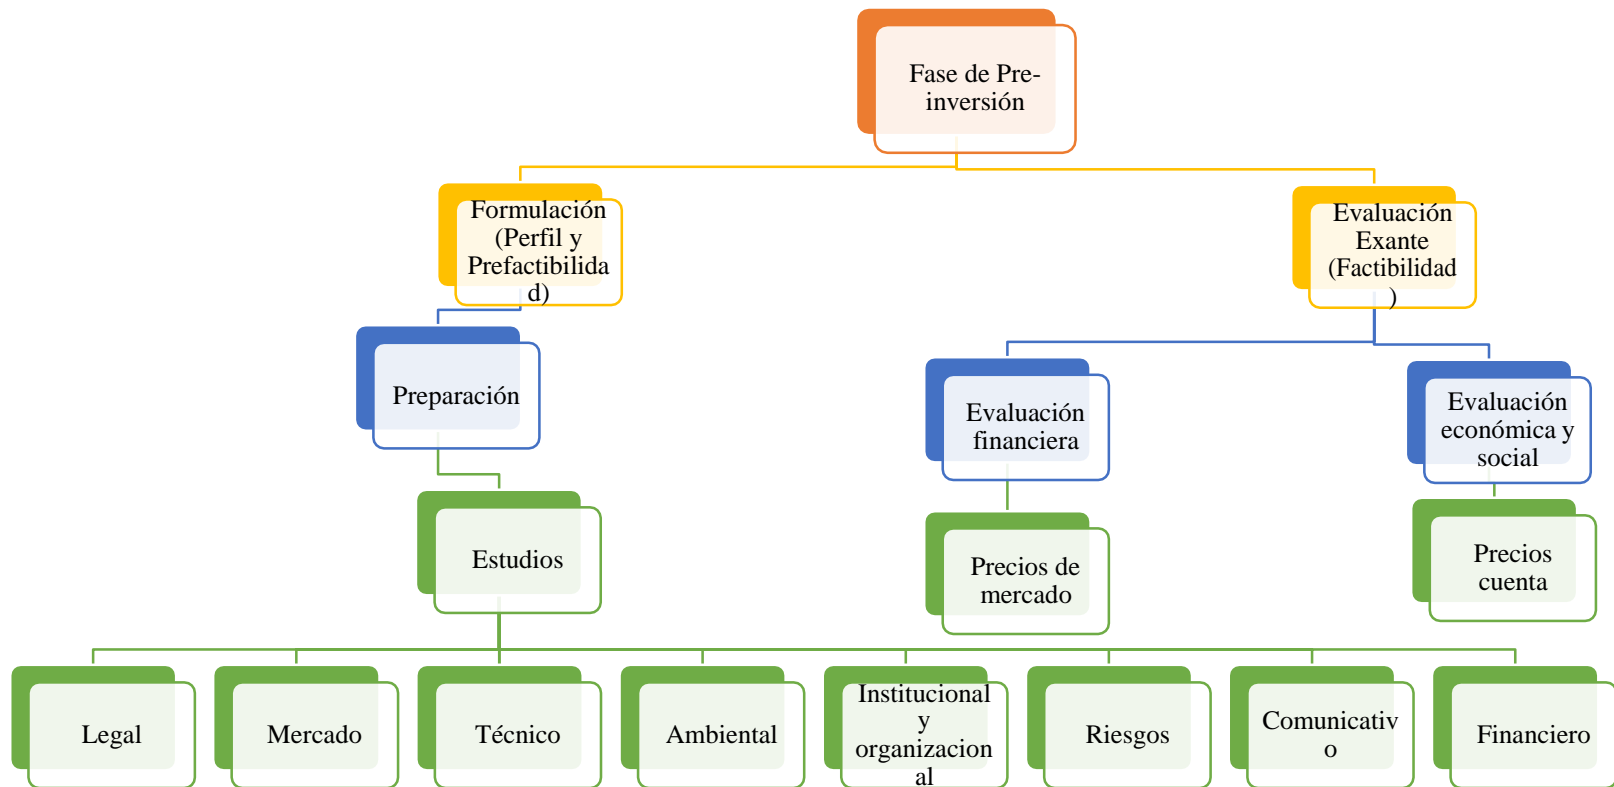 Fase de Pre-
inversión
Formulación
(Perfil y
Prefactibilida
d)
Evaluación
Exante
(Factibilidad
)
Preparación
Evaluación
financiera
Evaluación
económica y
social
Estudios
Precios de
mercado
Precios
cuenta
Legal
Mercado
Técnico
Ambiental
Institucional
y
organizacion
al
Riesgos
Comunicativ
o
Financiero